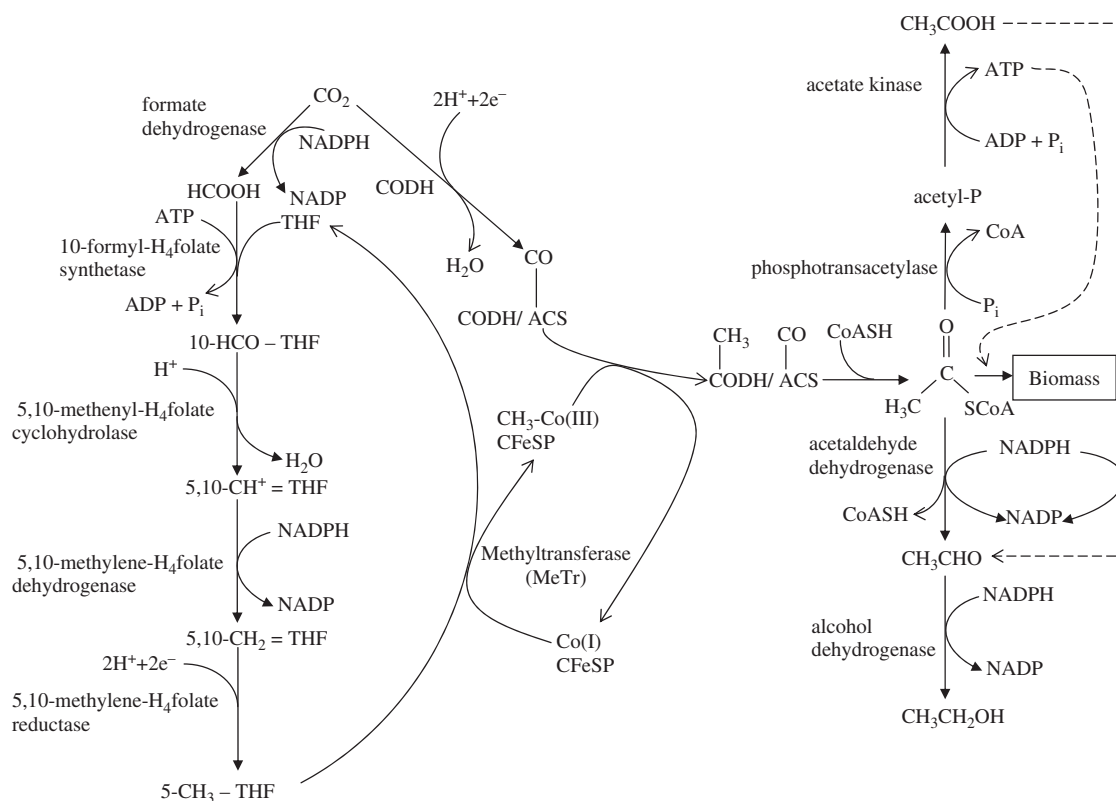 CH₃COOH
ATP
acetate kinase
ADP + Pᵢ
acetyl-P
CoA
phosphotransacetylase
Pᵢ
CO₂
2H⁺+2e⁻
formate
dehydrogenase
NADPH
HCOOH
NADP
CODH
ATP
THF
10-formyl-H₄folate
synthetase
ADP + Pᵢ
H₂O
CO
CODH/ ACS
10-HCO – THF
H⁺
5,10-methenyl-H₄folate
cyclohydrolase
H₂O
5,10-CH⁺ = THF
NADPH
5,10-methylene-H₄folate
dehydrogenase
NADP
5,10-CH₂ = THF
2H⁺+2e⁻
5,10-methylene-H₄folate
reductase
5-CH₃ – THF
CH₃-Co(III)
CFeSP
Methyltransferase
(MeTr)
Co(I)
CFeSP
CH₃
CO
CODH/ ACS
CoASH
O
C
H₃C
SCoA
Biomass
acetaldehyde
dehydrogenase
NADPH
CoASH
NADP
CH₃CHO
NADPH
alcohol
dehydrogenase
NADP
CH₃CH₂OH